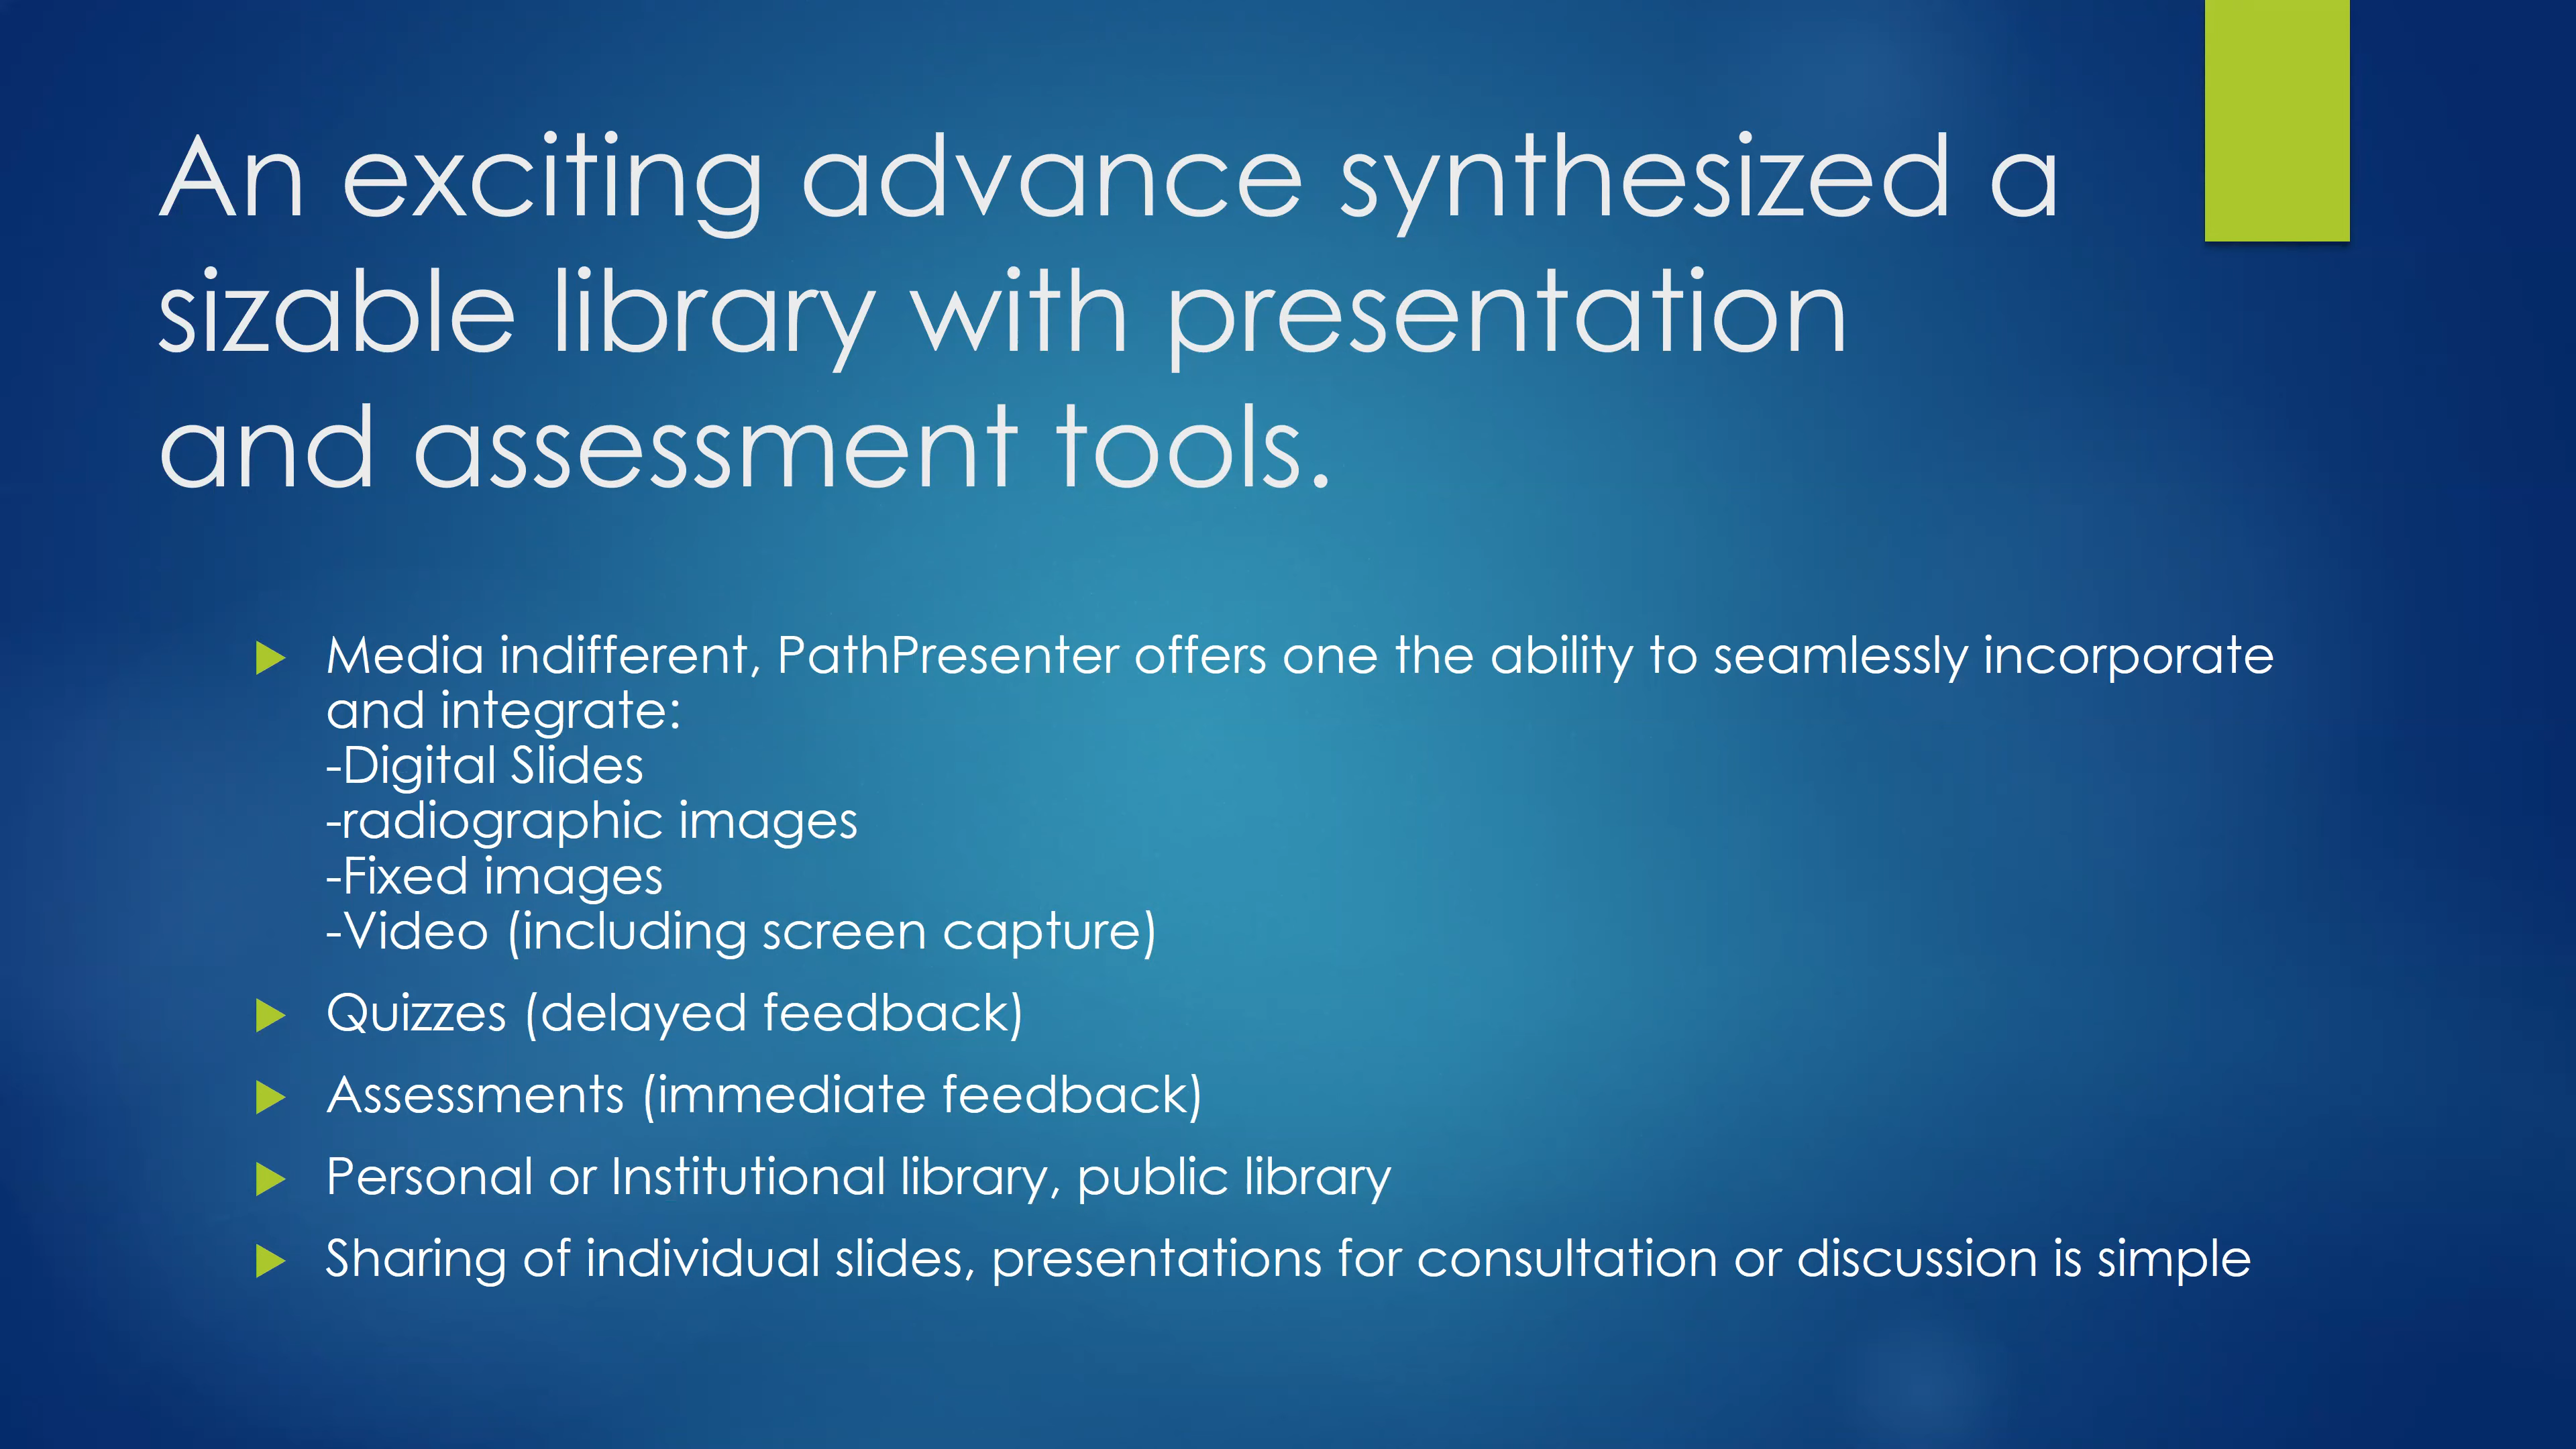 An exciting advance synthesized a
sizable library with presentation
and assessment tools.
Media indifferent, PathPresenter offers one the ability to seamlessly incorporate
and integrate:
-Digital Slides
-radiographic images
-Fixed images
-Video (including screen capture)
Quizzes (delayed feedback)
Assessments (immediate feedback)
Personal or Institutional library, public library
Sharing of individual slides, presentations for consultation or discussion is simple